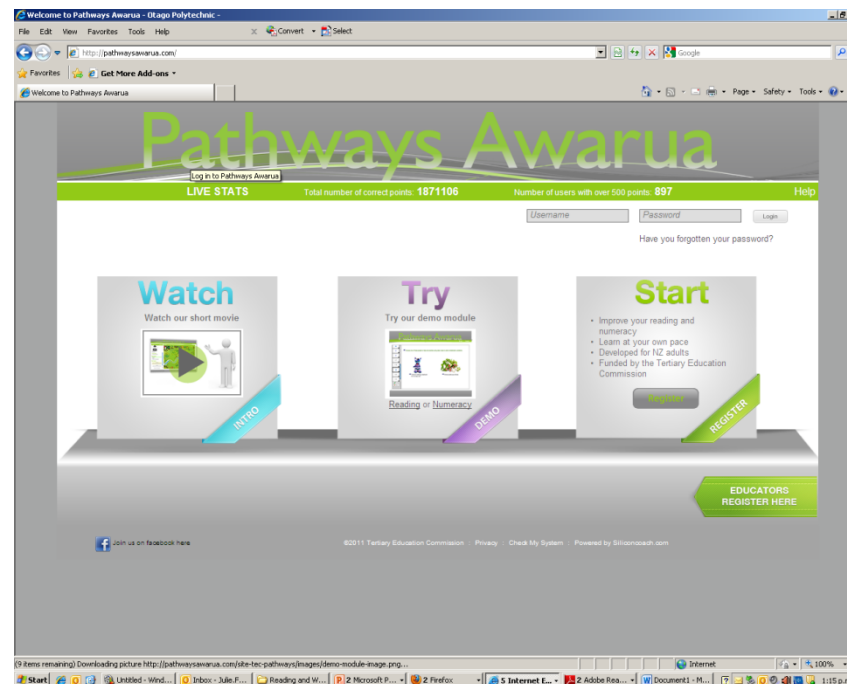 Welcome to Pathways Awarua - Otago Polytechnic -
File Edit View Favorites Tools Help
Convert Select
http://pathwaysawarua.com/
Google
Favorites Get More Add-ons
Welcome to Pathways Awarua
Page Safety Tools
Pathways Awarua
Log in to Pathways Awarua
LIVE STATS Total number of correct points: 1871106 Number of users with over 500 points: 897 Help
Username Password Login
Have you forgotten your password?
Watch
Watch our short movie
INTRO
Try
Try our demo module
Reading or Numeracy
DEMO
Start
• Improve your reading and
numeracy
• Learn at your own pace
• Developed for NZ adults
• Funded by the Tertiary Education
Commission
Register
REGISTER
EDUCATORS
REGISTER HERE
Join us on facebook here
©2011 Tertiary Education Commission : Privacy : Check My System : Powered by Siliconcoach.com
(9 items remaining) Downloading picture http://pathwaysawarua.com/site-tec-pathways/images/demo-module-image.png...
Internet 100%
Start Untitled - Wind... Inbox - Julie.F... Reading and W... 2 Microsoft P... 2 Firefox 5 Internet E... 2 Adobe Rea... Document1 - M... 1:15 p.m